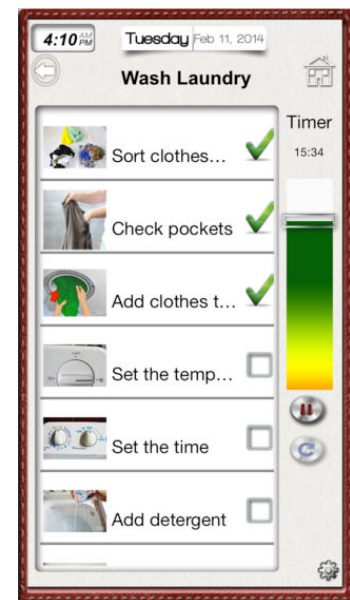 4:10 AM PM
Tuesday Feb 11, 2014
Wash Laundry
Timer
15:34
Sort clothes...
Check pockets
Add clothes t...
Set the temp...
Set the time
Add detergent